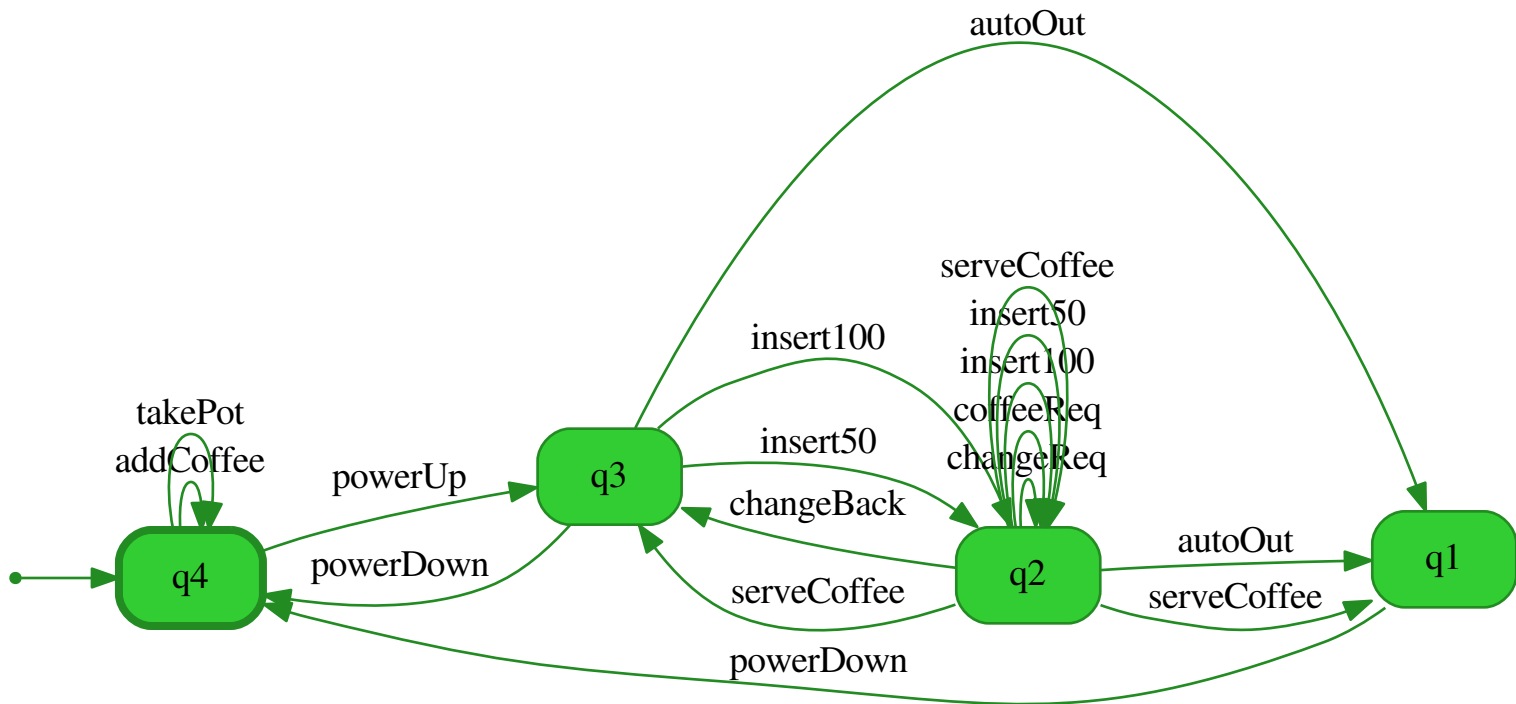 autoOut
serveCoffee
insert50
insert100
insert100
coffeeReq
takePot
insert50
changeReq
addCoffee
powerUp
q3
changeBack
autoOut
q1
powerDown
q4
q2
serveCoffee
serveCoffee
powerDown